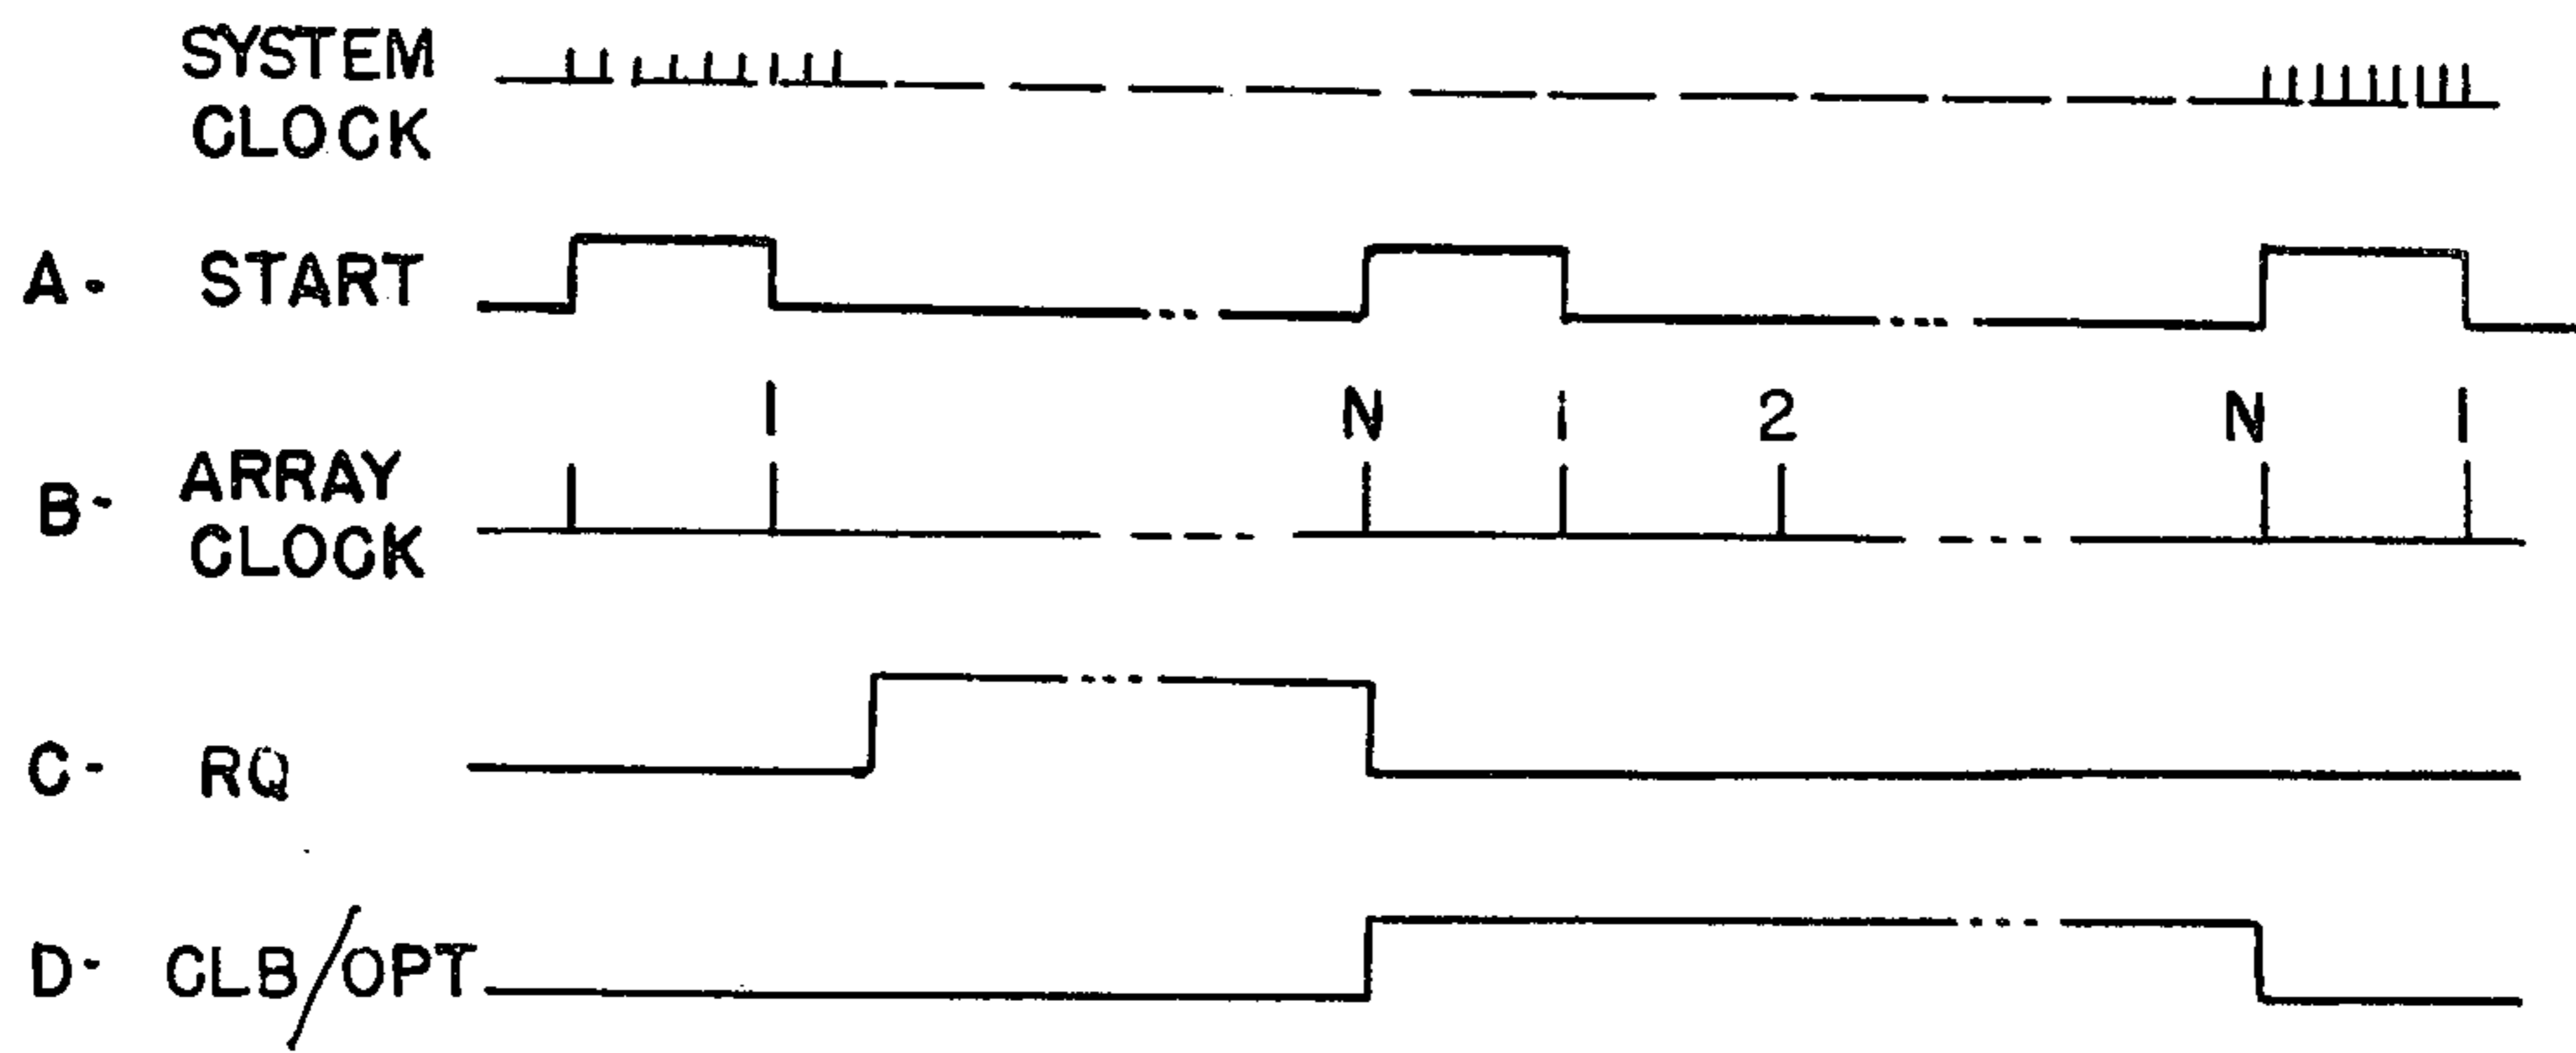 SYSTEM
CLOCK
A- START
1 N 1 2 N 1
B- ARRAY
CLOCK
C- RQ
D- CLB/OPT